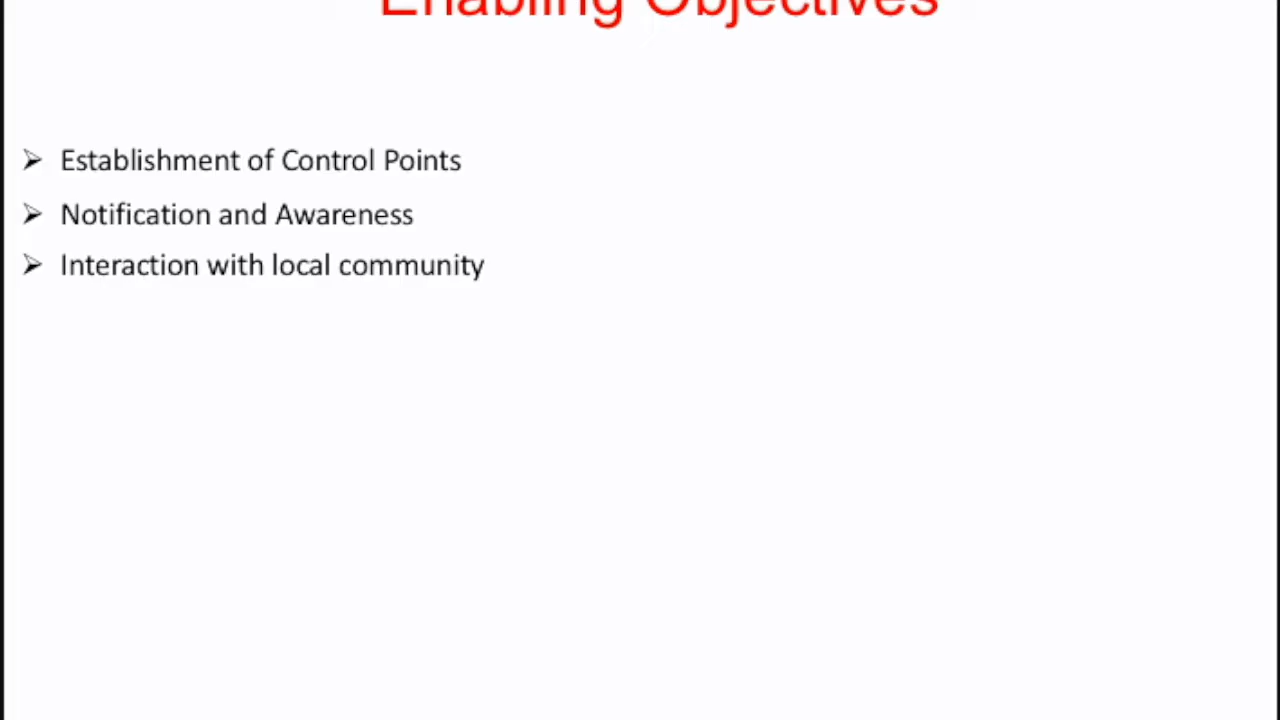 Enabling Objectives
Establishment of Control Points
Notification and Awareness
Interaction with local community